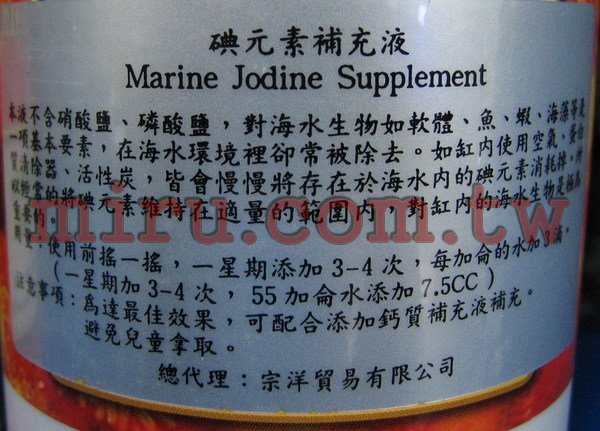 碘元素補充液
Marine Jodine Supplement
本液不含硝酸鹽、磷酸鹽，對海水生物如軟體、魚、蝦、海藻等是
一項基本要素，在海水環境裡卻常被除去。如缸內使用空氣、蛋白
質清除器、活性炭，皆會慢慢將存在於海水內的碘元素消耗掉，所
以經常的將碘元素維持在適量的範圍內，對缸內的海水生物是極為
重要的。
miru.com.tw
用量：使用前搖一搖，一星期添加3-4次，每加侖的水加3滴。
(一星期加3-4次，55加侖水添加7.5CC)
注意事項：為達最佳效果，可配合添加鈣質補充液補充。
避免兒童拿取。
總代理：宗洋貿易有限公司